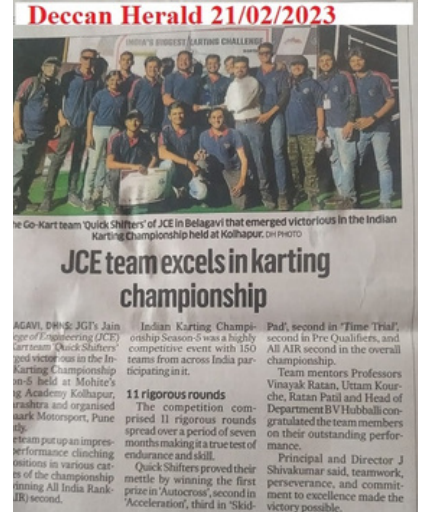 Deccan Herald 21/02/2023
INDIA'S BIGGEST KARTING CHALLENGE
he Go-Kart team 'Quick Shifters' of JCE in Belagavi that emerged victorious in the Indian
Karting Championship held at Kolhapur. DH PHOTO
JCE team excels in karting
championship
AGAVI, DHNS: JGI's Jain
ege of Engineering (JCE)
Kart team 'Quick Shifters'
ged victorious in the In-
Karting Championship
on-5 held at Mohite's
g Academy Kolhapur,
arashtra and organised
mark Motorsport, Pune
tly.
e team put up an impres-
performance clinching
ositions in various cat-
es of the championship
inning All India Rank-
IR) second.
Indian Karting Champi-
onship Season-5 was a highly
competitive event with 150
teams from across India par-
ticipating in it.
11 rigorous rounds
The competition com-
prised 11 rigorous rounds
spread over a period of seven
months making it a true test of
endurance and skill.
Quick Shifters proved their
mettle by winning the first
prize in 'Autocross', second in
'Acceleration', third in 'Skid-
Pad', second in 'Time Trial',
second in Pre Qualifiers, and
All AIR second in the overall
championship.
Team mentors Professors
Vinayak Ratan, Uttam Kour-
che, Ratan Patil and Head of
Department BV Hubballi con-
gratulated the team members
on their outstanding perfor-
mance.
Principal and Director J
Shivakumar said, teamwork,
perseverance, and commit-
ment to excellence made the
victory possible.